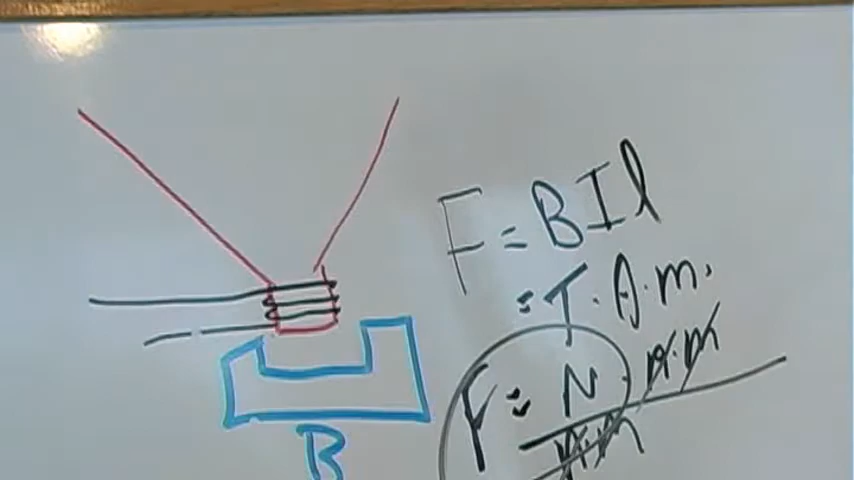 F = BIl
= T. A. m.
F = N . A.m
A.m
B